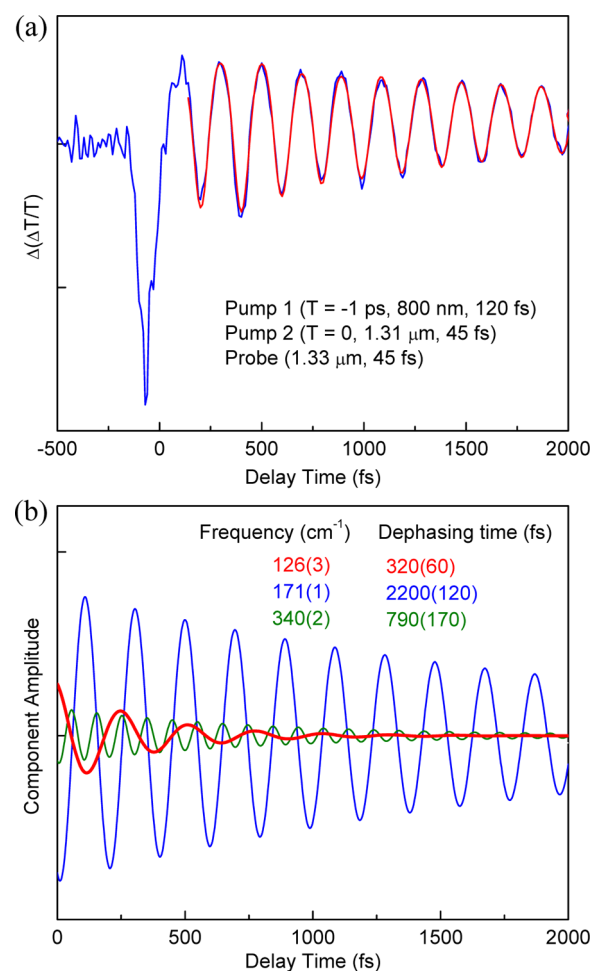 (a)
Δ(ΔT/T)
Pump 1 (T = -1 ps, 800 nm, 120 fs)
Pump 2 (T = 0, 1.31 μm, 45 fs)
Probe (1.33 μm, 45 fs)
-500 0 500 1000 1500 2000
Delay Time (fs)
(b)
Frequency (cm⁻¹) Dephasing time (fs)
126(3) 320(60)
171(1) 2200(120)
340(2) 790(170)
Component Amplitude
0 500 1000 1500 2000
Delay Time (fs)